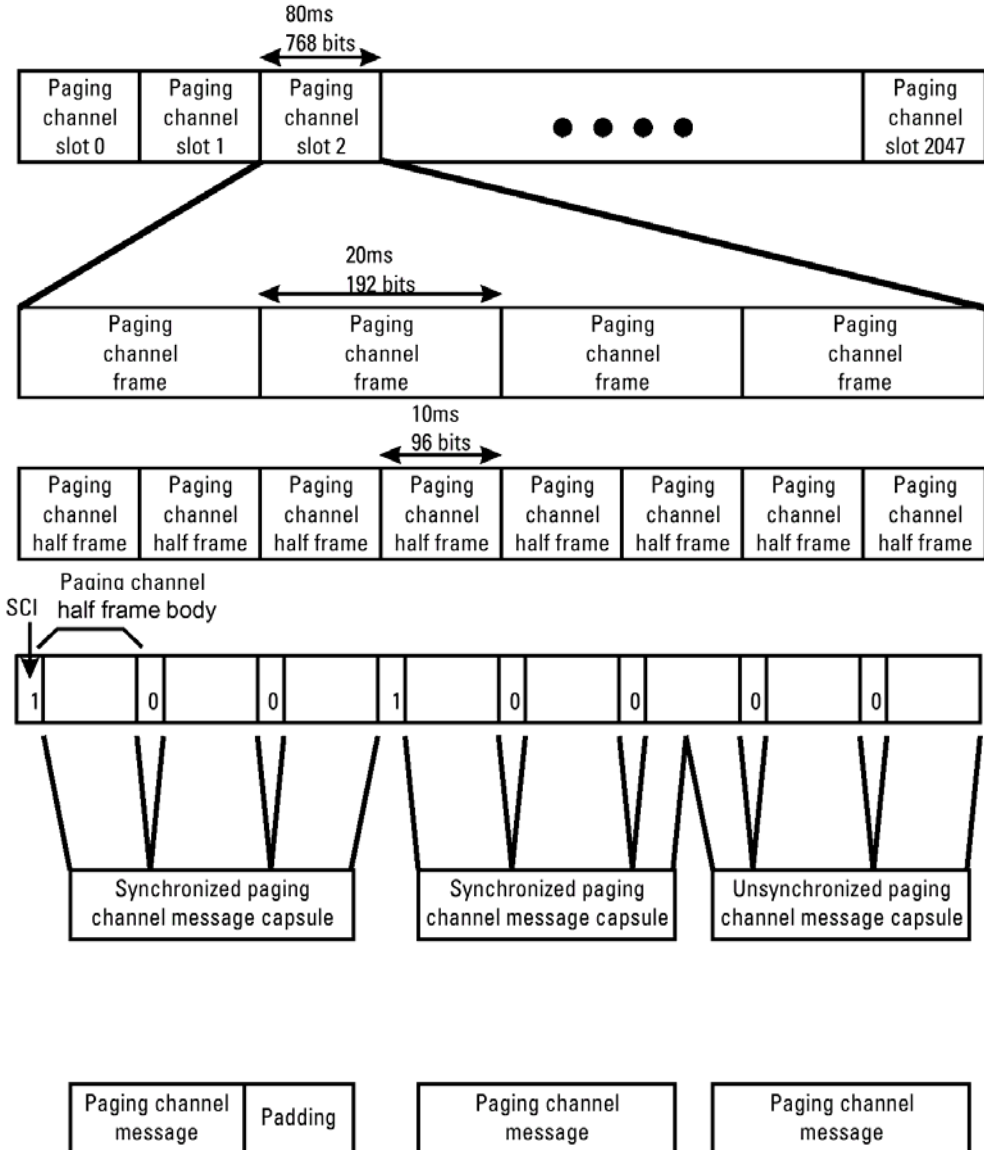 80ms
768 bits
Paging channel slot 0
Paging channel slot 1
Paging channel slot 2
Paging channel slot 2047
20ms
192 bits
Paging channel frame
Paging channel frame
Paging channel frame
Paging channel frame
10ms
96 bits
Paging channel half frame
Paging channel half frame
Paging channel half frame
Paging channel half frame
Paging channel half frame
Paging channel half frame
Paging channel half frame
Paging channel half frame
SCI
Paging channel
half frame body
1 0 0 1 0 0 0 0
Synchronized paging
channel message capsule
Synchronized paging
channel message capsule
Unsynchronized paging
channel message capsule
Paging channel
message
Padding
Paging channel
message
Paging channel
message